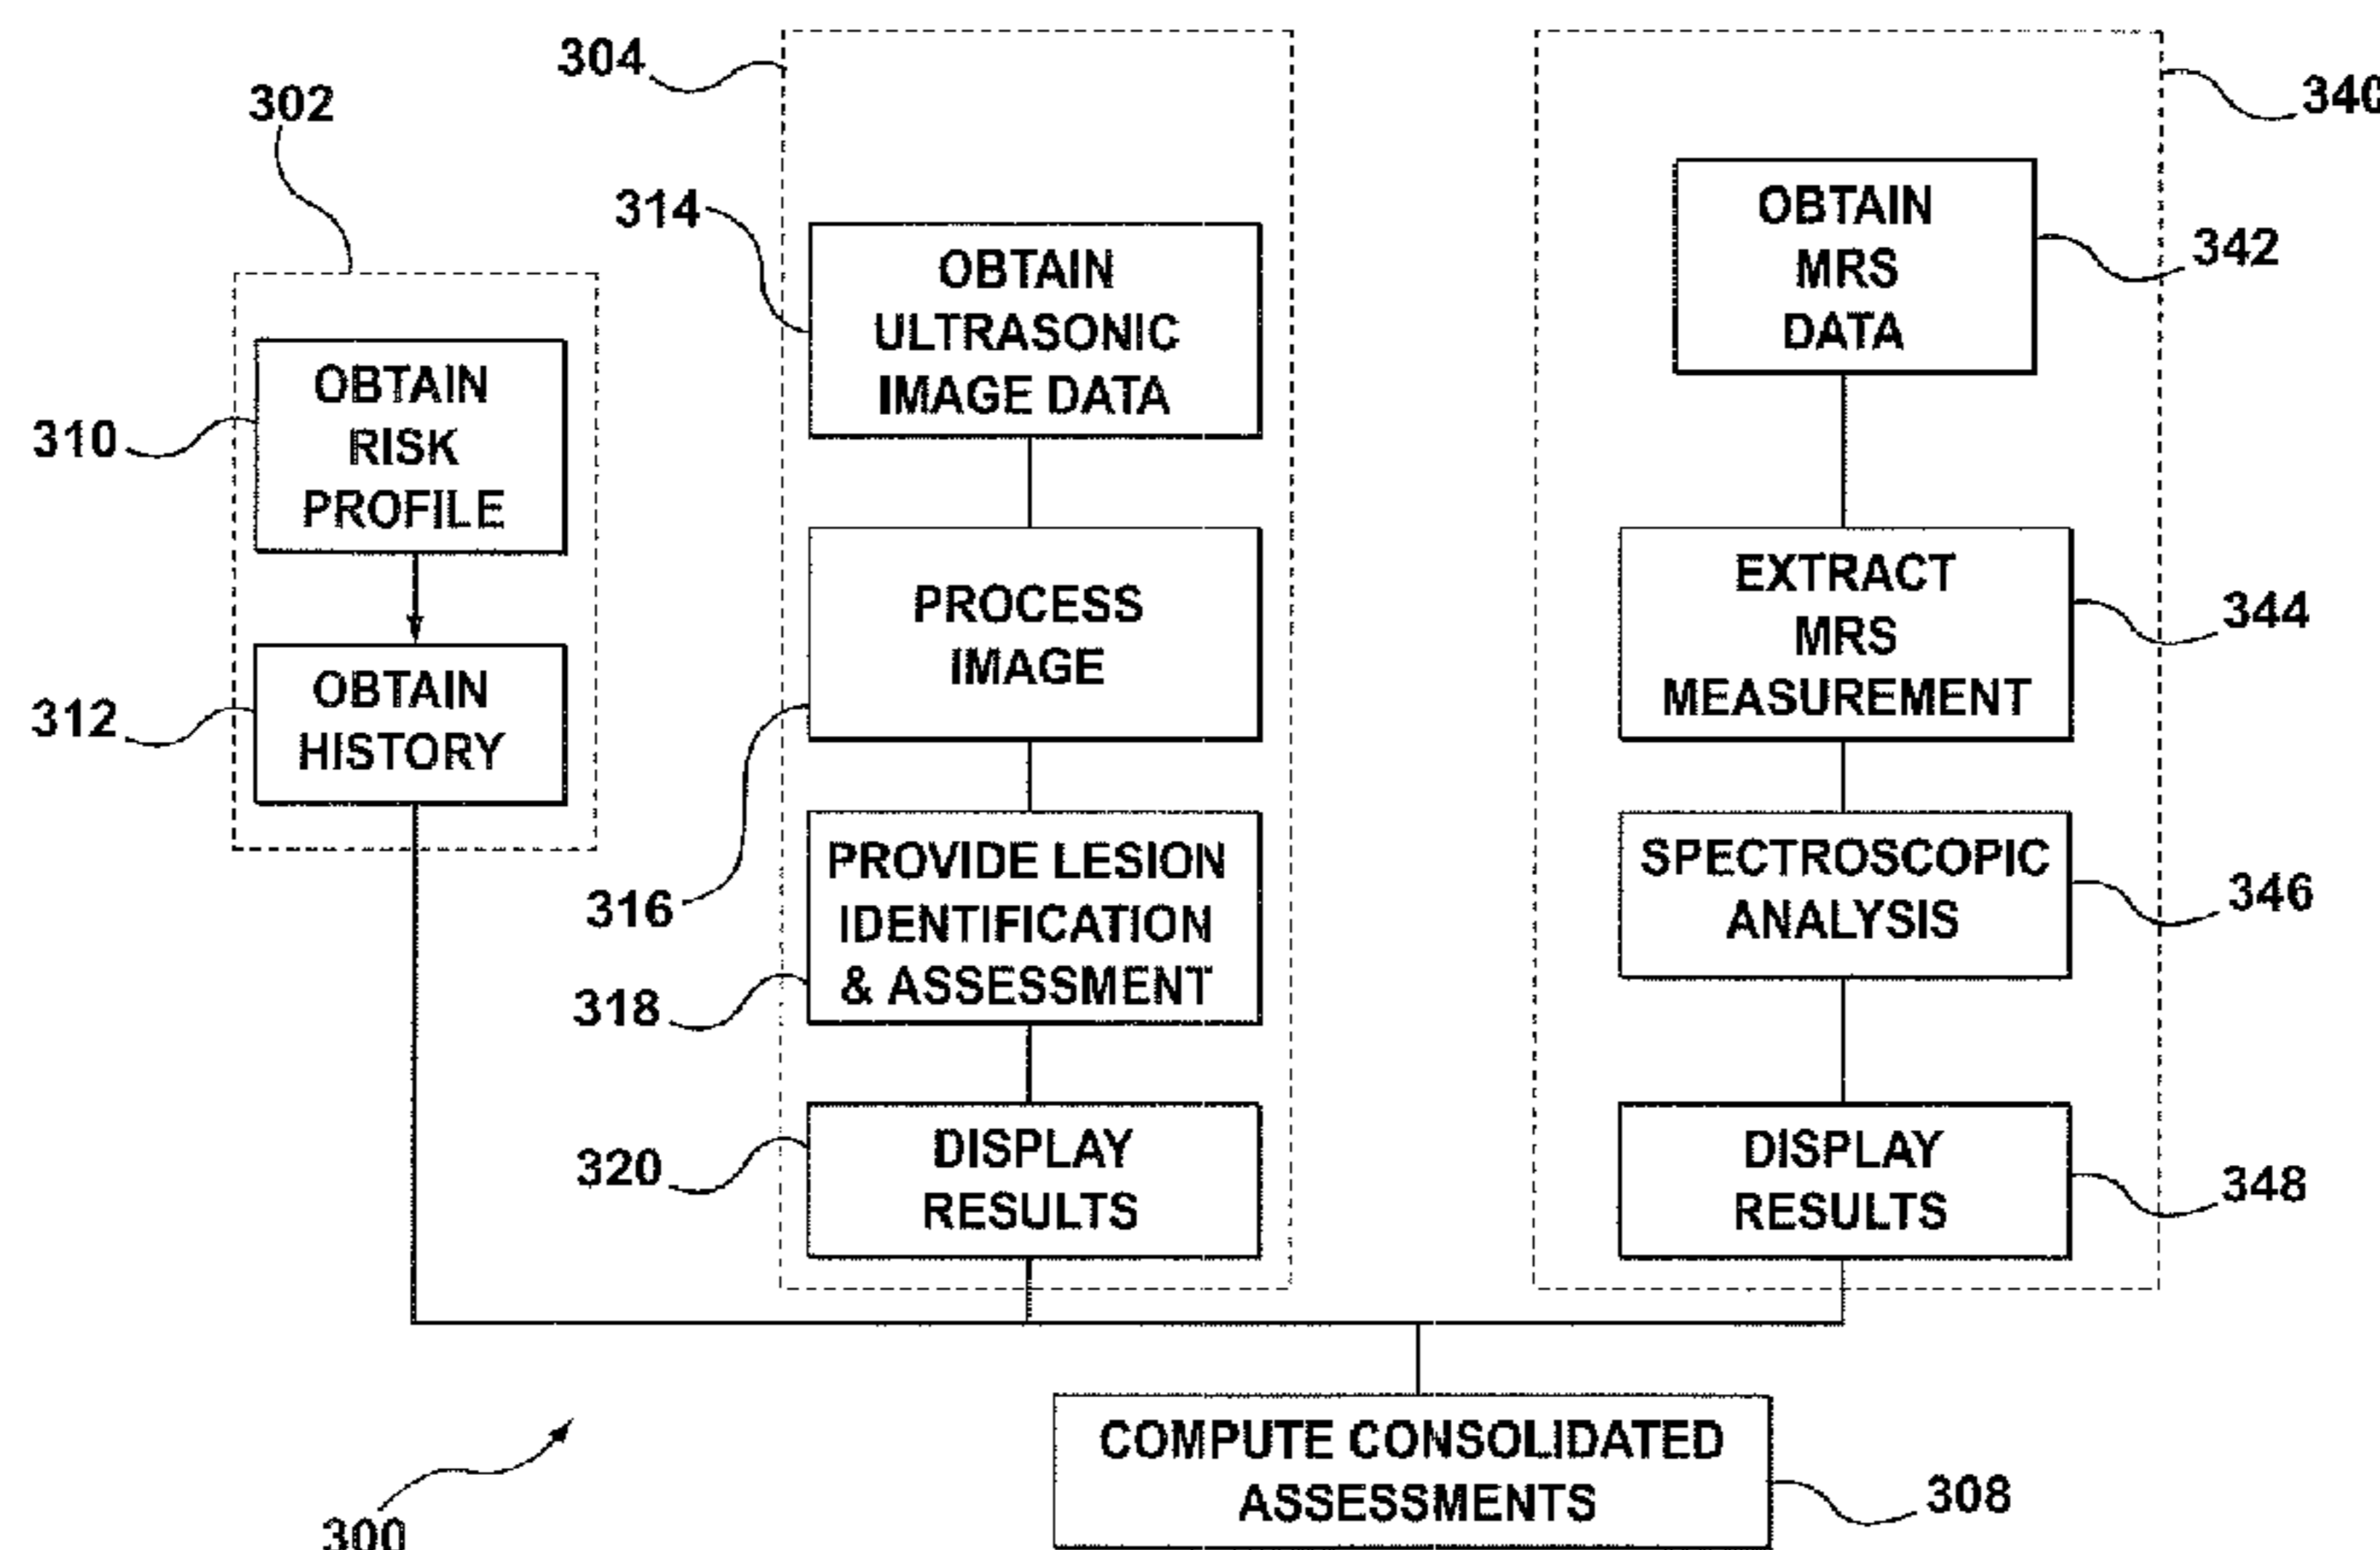 302
310
OBTAIN
RISK
PROFILE
312
OBTAIN
HISTORY
304
314
OBTAIN
ULTRASONIC
IMAGE DATA
316
PROCESS
IMAGE
318
PROVIDE LESION
IDENTIFICATION
& ASSESSMENT
320
DISPLAY
RESULTS
340
OBTAIN
MRS
DATA
342
EXTRACT
MRS
MEASUREMENT
344
SPECTROSCOPIC
ANALYSIS
346
DISPLAY
RESULTS
348
COMPUTE CONSOLIDATED
ASSESSMENTS
308
300